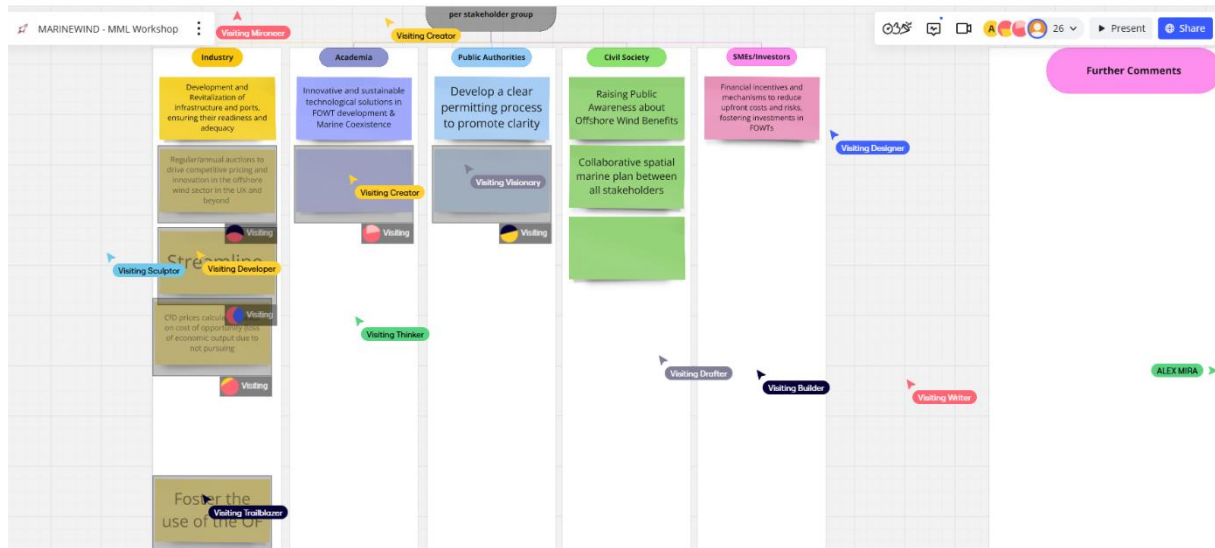 per stakeholder group
MARINEWIND - MML Workshop
Visiting Mironeer
Visiting Creator
26
Present
Share
Industry
Academia
Public Authorities
Civil Society
SMEs/Investors
Further Comments
Development and
Revitalization of
infrastructure and ports,
ensuring their readiness and
adequacy
Innovative and sustainable
technological solutions in
FOWT development &
Marine Coexistence
Develop a clear
permitting process
to promote clarity
Raising Public
Awareness about
Offshore Wind Benefits
Financial incentives and
mechanisms to reduce
upfront costs and risks,
fostering investments in
FOWTs
Visiting Designer
Regular/annual auctions to
drive competitive pricing and
innovation in the offshore
wind sector in the UK and
beyond
Visiting Creator
Visiting Visionary
Collaborative spatial
marine plan between
all stakeholders
Visiting
Visiting
Visiting
Streamline
Visiting Sculptor
Visiting Developer
CfD prices
on cost of opportunity loss
of economic output due to
not pursuing
Visiting
Visiting Thinker
Visiting Drafter
Visiting Builder
Visiting Writer
ALEX MIRA
Visiting
Foster the
use of the OF
Visiting Trailblazer